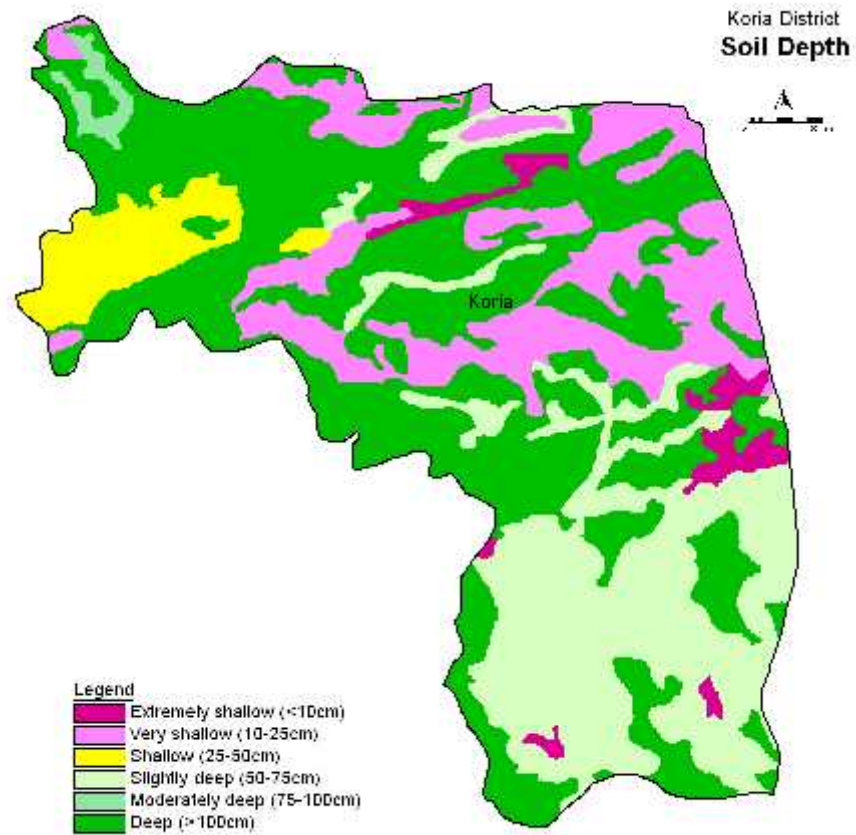 Koria District
Soil Depth
Koria
Legend
Extremely shallow (<10cm)
Very shallow (10-25cm)
Shallow (25-50cm)
Slightly deep (50-75cm)
Moderately deep (75-100cm)
Deep (>100cm)